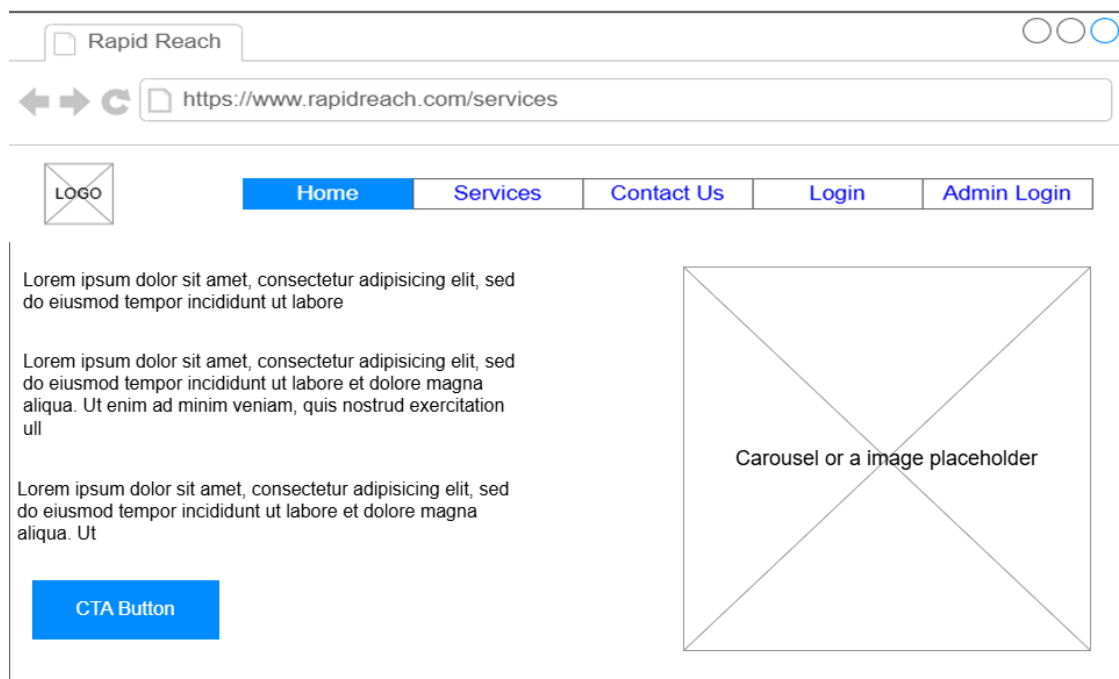 Rapid Reach
https://www.rapidreach.com/services
LOGO
Home Services Contact Us Login Admin Login
Lorem ipsum dolor sit amet, consectetur adipisicing elit, sed
do eiusmod tempor incididunt ut labore
Lorem ipsum dolor sit amet, consectetur adipisicing elit, sed
do eiusmod tempor incididunt ut labore et dolore magna
aliqua. Ut enim ad minim veniam, quis nostrud exercitation
ull
Lorem ipsum dolor sit amet, consectetur adipisicing elit, sed
do eiusmod tempor incididunt ut labore et dolore magna
aliqua. Ut
CTA Button
Carousel or a image placeholder